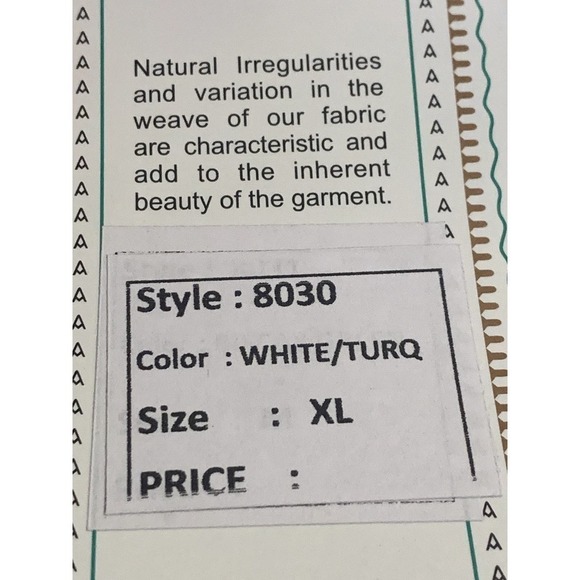 Natural Irregularities
and variation in the
weave of our fabric
are characteristic and
add to the inherent
beauty of the garment.
Style : 8030
Color : WHITE/TURQ
Size : XL
PRICE :